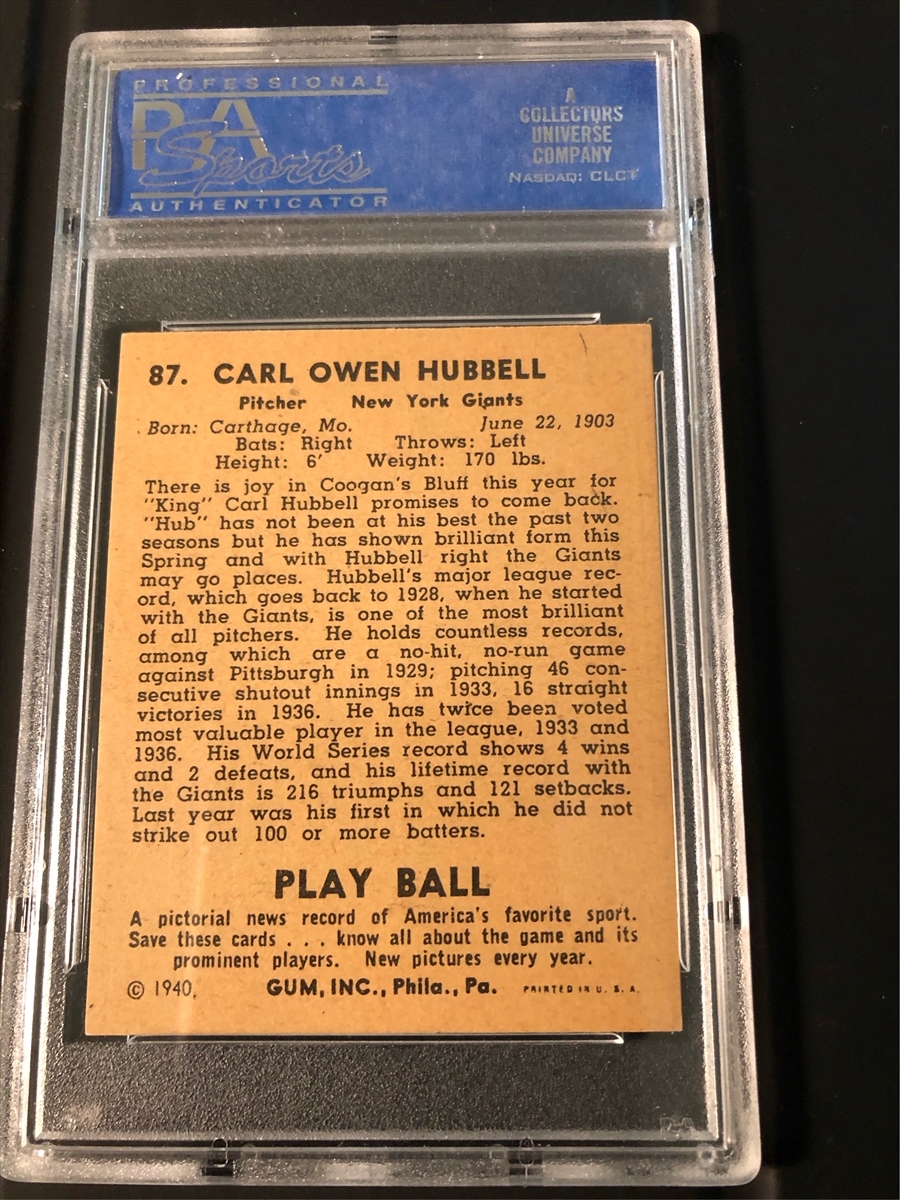 PROFESSIONAL
PSA
Sports
AUTHENTICATOR
A
COLLECTORS
UNIVERSE
COMPANY
NASDAQ: CLCT
87. CARL OWEN HUBBELL
Pitcher New York Giants
Born: Carthage, Mo. June 22, 1903
Bats: Right Throws: Left
Height: 6' Weight: 170 lbs.
There is joy in Coogan's Bluff this year for
"King" Carl Hubbell promises to come back.
"Hub" has not been at his best the past two
seasons but he has shown brilliant form this
Spring and with Hubbell right the Giants
may go places. Hubbell's major league rec-
ord, which goes back to 1928, when he started
with the Giants, is one of the most brilliant
of all pitchers. He holds countless records,
among which are a no-hit, no-run game
against Pittsburgh in 1929; pitching 46 con-
secutive shutout innings in 1933, 16 straight
victories in 1936. He has twice been voted
most valuable player in the league, 1933 and
1936. His World Series record shows 4 wins
and 2 defeats, and his lifetime record with
the Giants is 216 triumphs and 121 setbacks.
Last year was his first in which he did not
strike out 100 or more batters.
PLAY BALL
A pictorial news record of America's favorite sport.
Save these cards . . . know all about the game and its
prominent players. New pictures every year.
© 1940, GUM, INC., Phila., Pa. PRINTED IN U. S. A.